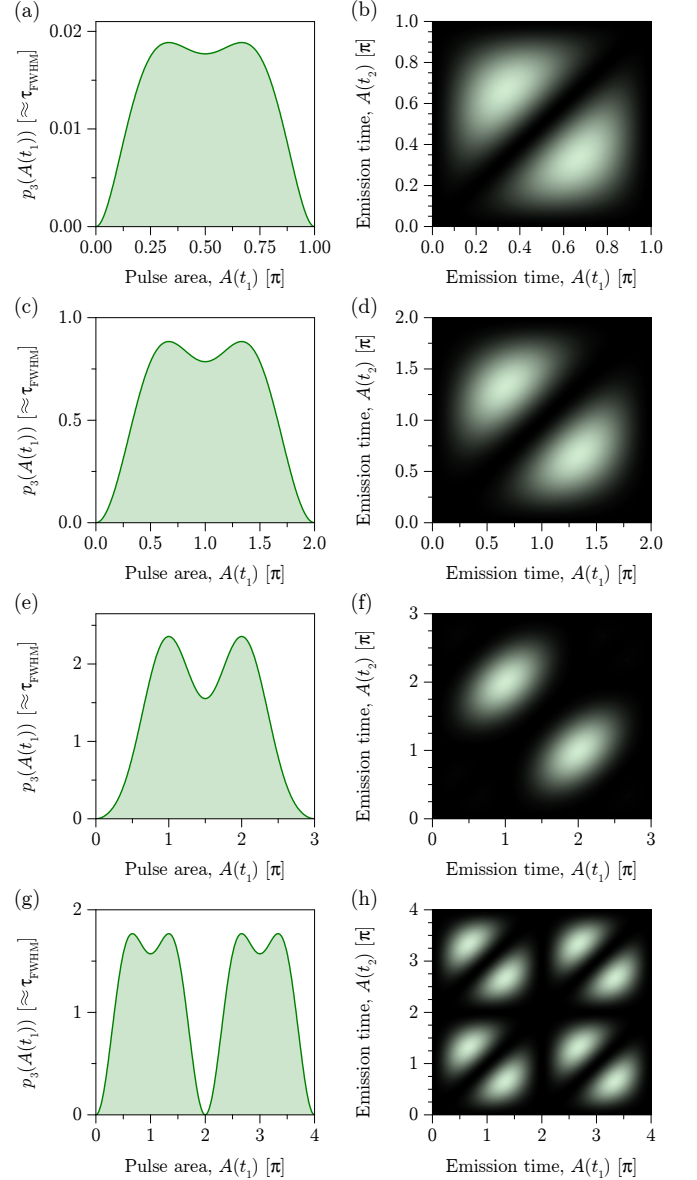 (a)
p₃(A(t₁)) [≈τ_FWHM]
0.02
0.01
0.00
0.00 0.25 0.50 0.75 1.00
Pulse area, A(t₁) [π]
(b)
Emission time, A(t₂) [π]
1.0
0.8
0.6
0.4
0.2
0.0
0.0 0.2 0.4 0.6 0.8 1.0
Emission time, A(t₁) [π]
(c)
p₃(A(t₁)) [≈τ_FWHM]
1.0
0.5
0.0
0.0 0.5 1.0 1.5 2.0
Pulse area, A(t₁) [π]
(d)
Emission time, A(t₂) [π]
2.0
1.5
1.0
0.5
0.0
0.0 0.5 1.0 1.5 2.0
Emission time, A(t₁) [π]
(e)
p₃(A(t₁)) [≈τ_FWHM]
2
1
0
0 1 2 3
Pulse area, A(t₁) [π]
(f)
Emission time, A(t₂) [π]
3
2
1
0
0 1 2 3
Emission time, A(t₁) [π]
(g)
p₃(A(t₁)) [≈τ_FWHM]
2
1
0
0 1 2 3 4
Pulse area, A(t₁) [π]
(h)
Emission time, A(t₂) [π]
4
3
2
1
0
0 1 2 3 4
Emission time, A(t₁) [π]